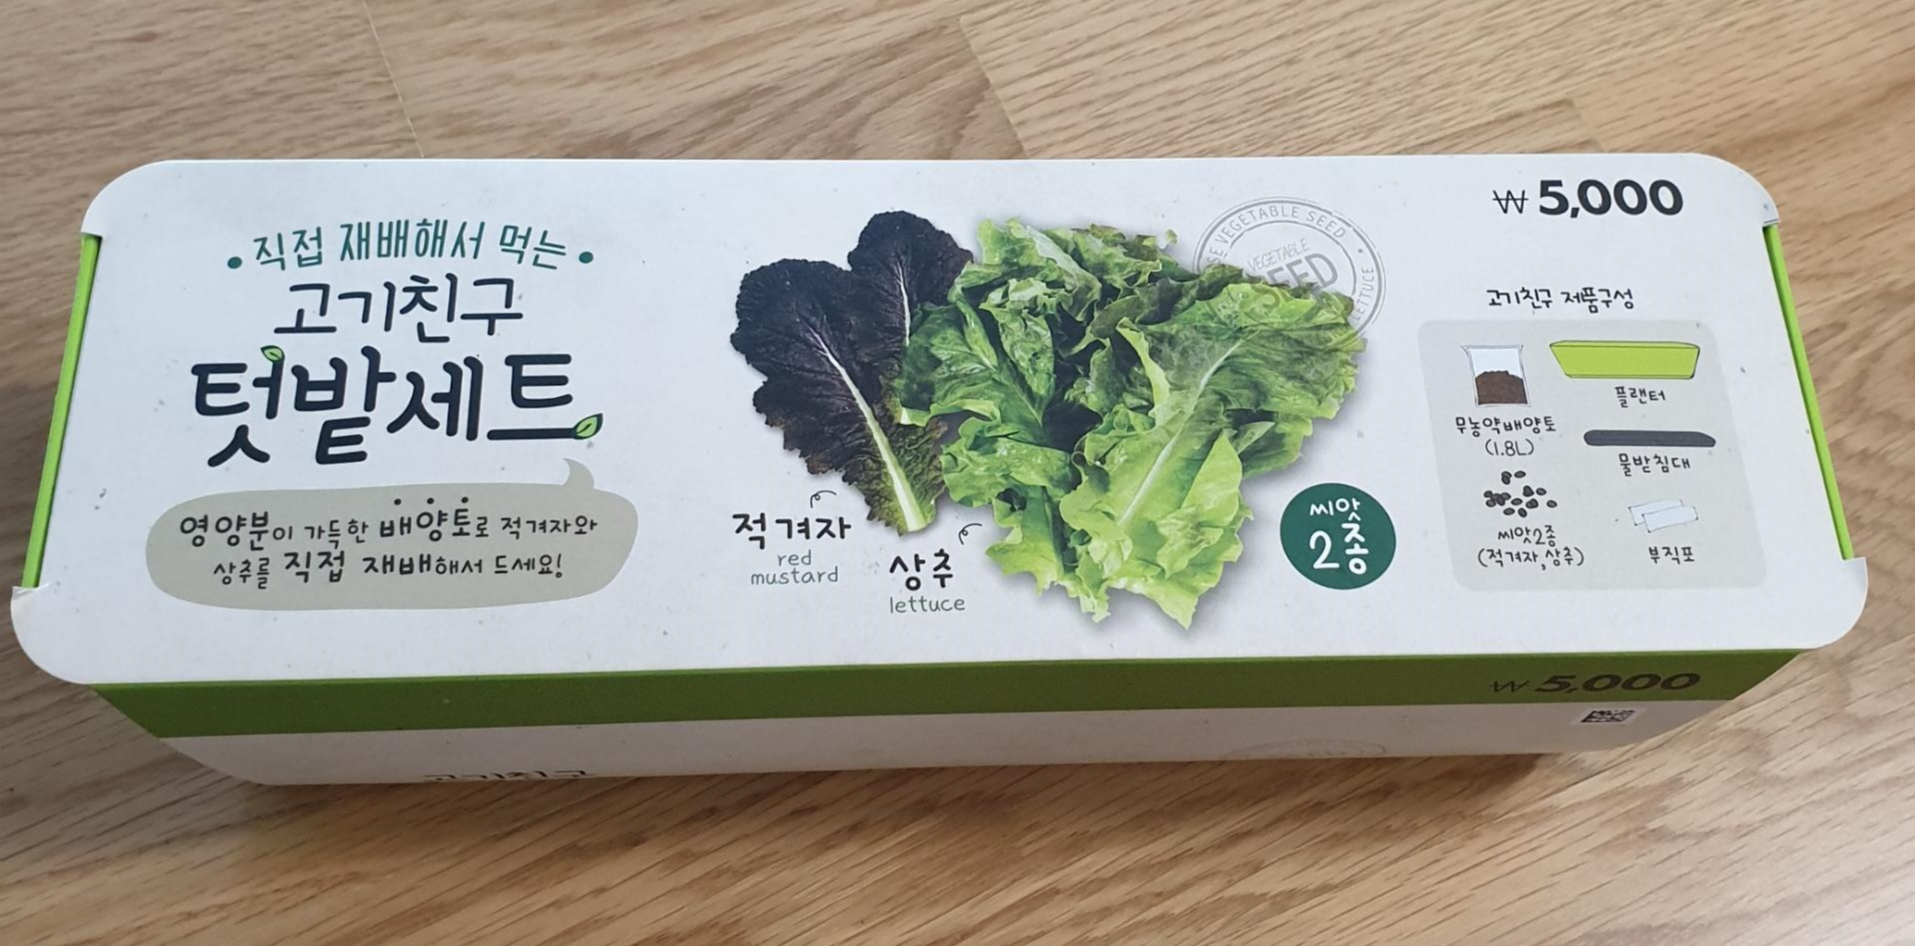 직접 재배해서 먹는
고기친구
텃밭세트
영양분이 가득한 배양토로 적겨자와
상추를 직접 재배해서 드세요!
적겨자
red
mustard
상추
lettuce
VEGETABLE SEED
VEGETABLE
SEED
LETTUCE
씨앗
2종
₩ 5,000
고기친구 제품구성
무농약배양토
(1.8L)
플랜터
물받침대
씨앗2종
(적겨자,상추)
부직포
₩ 5,000
고기친구